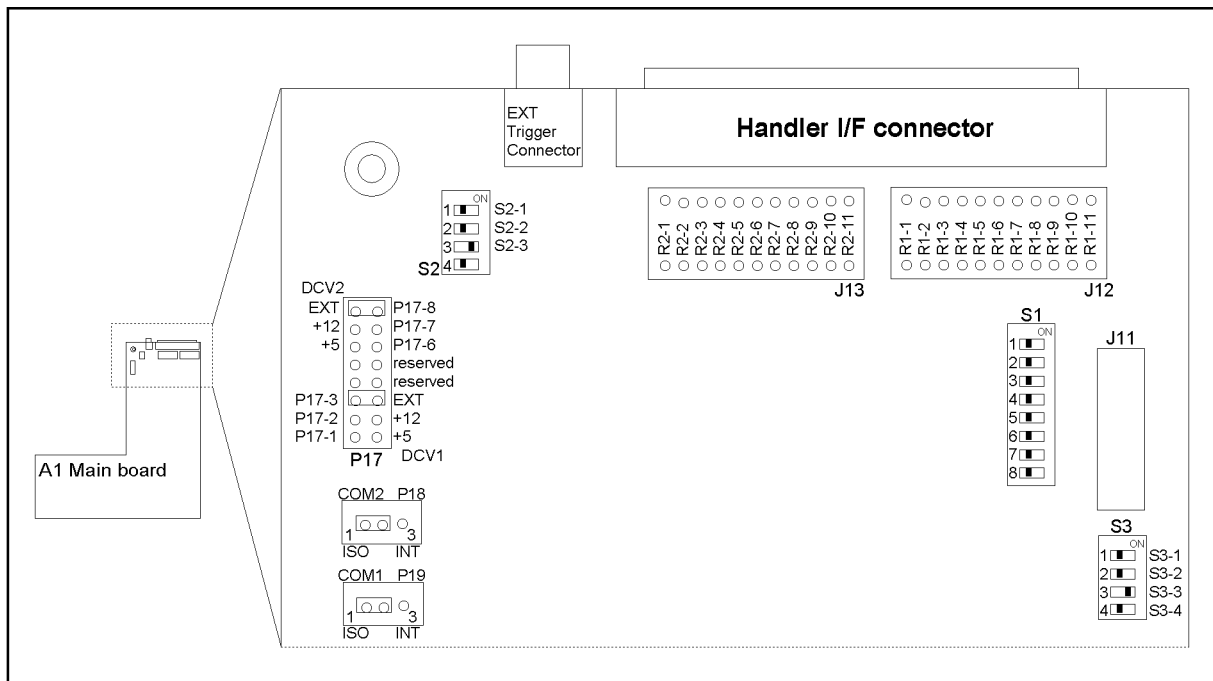 EXT
Trigger
Connector
Handler I/F connector
ON
1 S2-1
2 S2-2
3 S2-3
4
S2
R2-1
R2-2
R2-3
R2-4
R2-5
R2-6
R2-7
R2-8
R2-9
R2-10
R2-11
J13
R1-1
R1-2
R1-3
R1-4
R1-5
R1-6
R1-7
R1-8
R1-9
R1-10
R1-11
J12
DCV2
EXT P17-8
+12 P17-7
+5 P17-6
reserved
reserved
P17-3 EXT
P17-2 +12
P17-1 +5
P17 DCV1
A1 Main board
COM2 P18
1 3
ISO INT
COM1 P19
1 3
ISO INT
S1
ON
1
2
3
4
5
6
7
8
J11
S3
ON
1 S3-1
2 S3-2
3 S3-3
4 S3-4